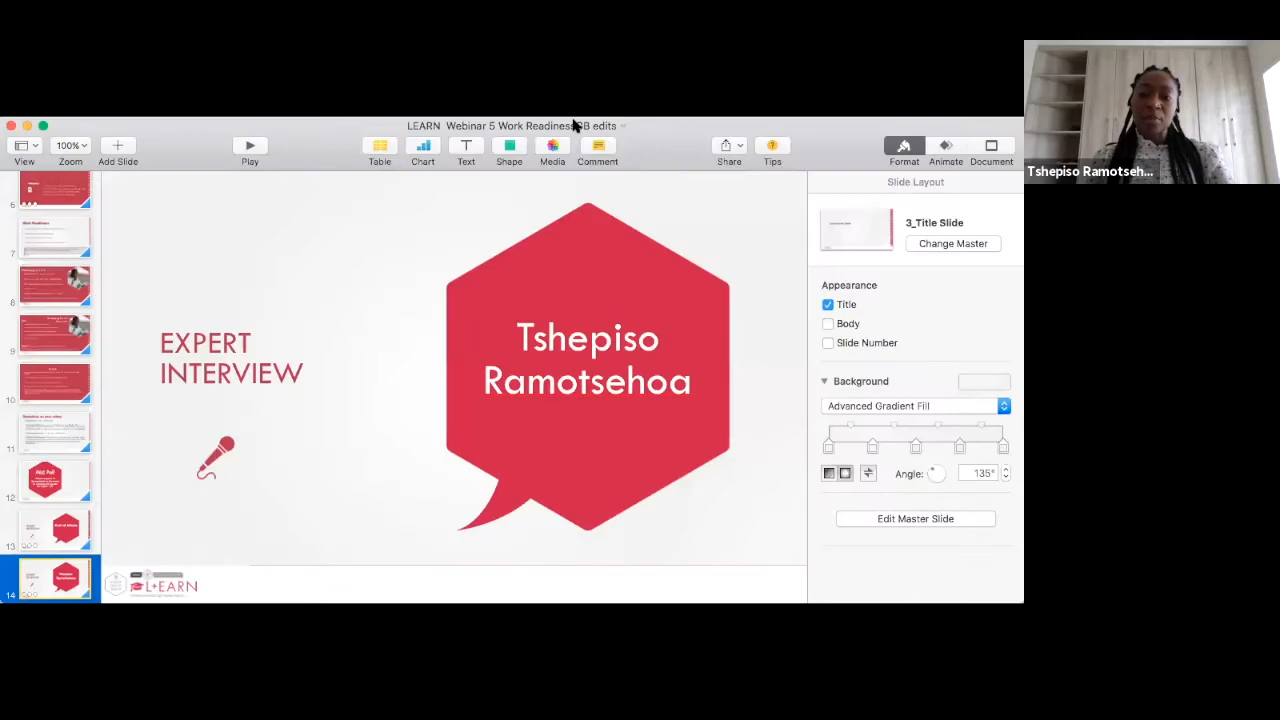 LEARN Webinar 5 Work Readiness
edits
View
100%
Zoom
Add Slide
Play
Table
Chart
Text
Shape
Media
Comment
Share
Tips
Format
Animate
Document
Slide Layout
3_Title Slide
Change Master
Appearance
Title
Body
Slide Number
Background
Advanced Gradient Fill
Angle:
135°
Edit Master Slide
6
7
8
9
10
11
12
13
14
EXPERT
INTERVIEW
Tshepiso
Ramotsehoa
L+EARN
Tshepiso Ramotseh...